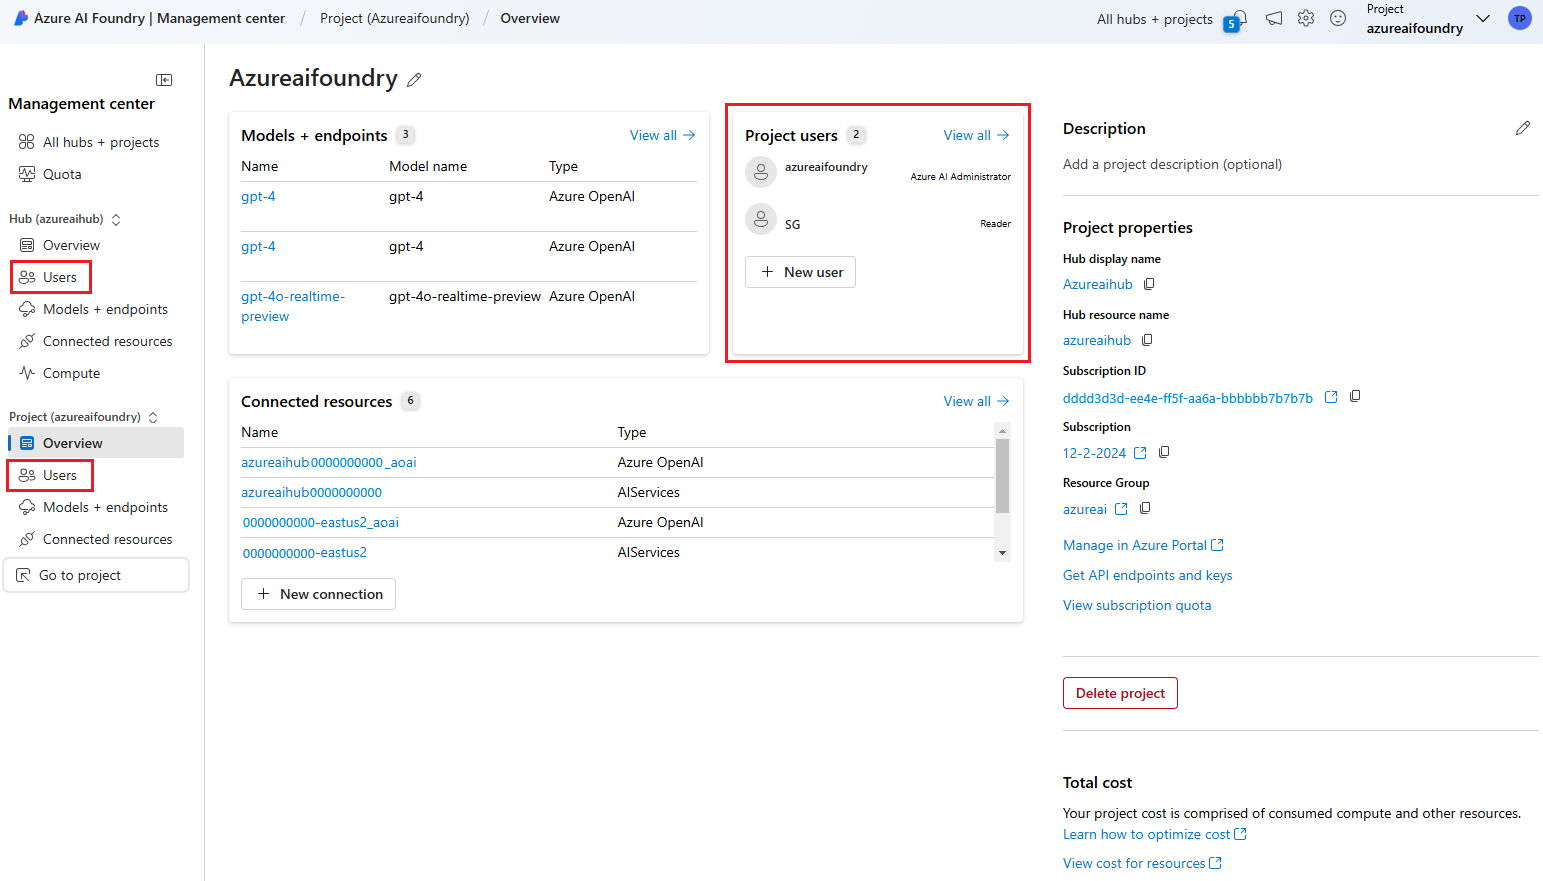 Azure AI Foundry | Management center / Project (Azureaifoundry) / Overview
All hubs + projects
5
Project
azureaifoundry
TP
Management center
All hubs + projects
Quota
Hub (azureaihub)
Overview
Users
Models + endpoints
Connected resources
Compute
Project (azureaifoundry)
Overview
Users
Models + endpoints
Connected resources
Go to project
Azureaifoundry
Models + endpoints 3 View all
Name Model name Type
gpt-4 gpt-4 Azure OpenAI
gpt-4 gpt-4 Azure OpenAI
gpt-4o-realtime- gpt-4o-realtime-preview Azure OpenAI
preview
Project users 2 View all
azureaifoundry
Azure AI Administrator
SG Reader
+ New user
Connected resources 6 View all
Name Type
azureaihub0000000000_aoai Azure OpenAI
azureaihub0000000000 AIServices
0000000000-eastus2_aoai Azure OpenAI
0000000000-eastus2 AIServices
+ New connection
Description
Add a project description (optional)
Project properties
Hub display name
Azureaihub
Hub resource name
azureaihub
Subscription ID
dddd3d3d-ee4e-ff5f-aa6a-bbbbbb7b7b7b
Subscription
12-2-2024
Resource Group
azureai
Manage in Azure Portal
Get API endpoints and keys
View subscription quota
Delete project
Total cost
Your project cost is comprised of consumed compute and other resources.
Learn how to optimize cost
View cost for resources